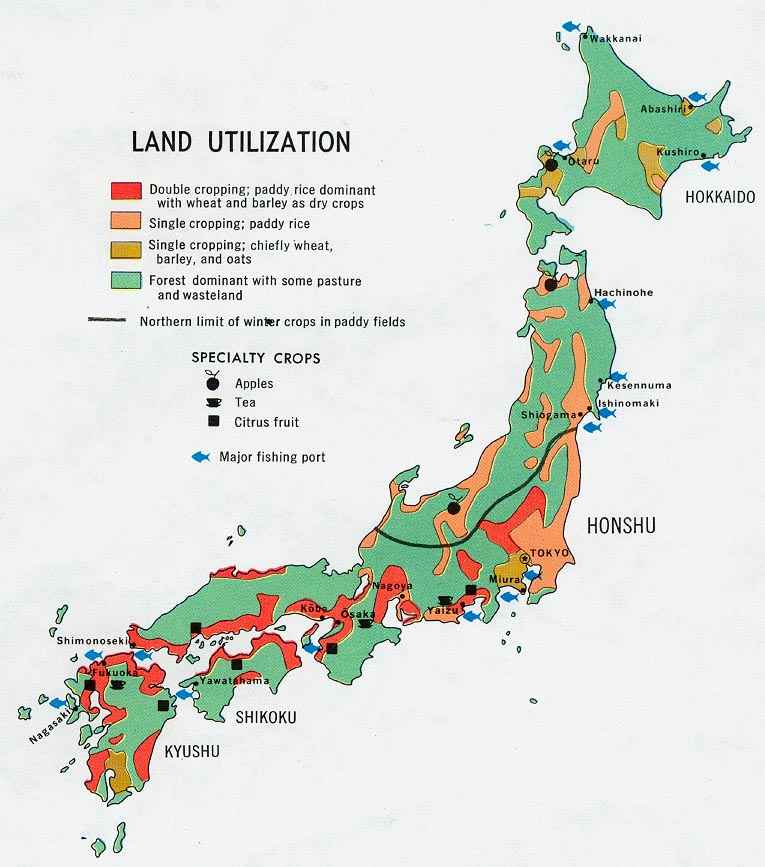 LAND UTILIZATION
Double cropping; paddy rice dominant
with wheat and barley as dry crops
Single cropping; paddy rice
Single cropping; chiefly wheat,
barley, and oats
Forest dominant with some pasture
and wasteland
Northern limit of winter crops in paddy fields
SPECIALTY CROPS
Apples
Tea
Citrus fruit
Major fishing port
Wakkanai
Abashiri
Kushiro
Otaru
HOKKAIDO
Hachinohe
Kesennuma
Ishinomaki
Shiogama
HONSHU
TOKYO
Miura
Nagoya
Yaizu
Kōbe
Ōsaka
Shimonoseki
Fukuoka
Yawatahama
Nagasaki
SHIKOKU
KYUSHU